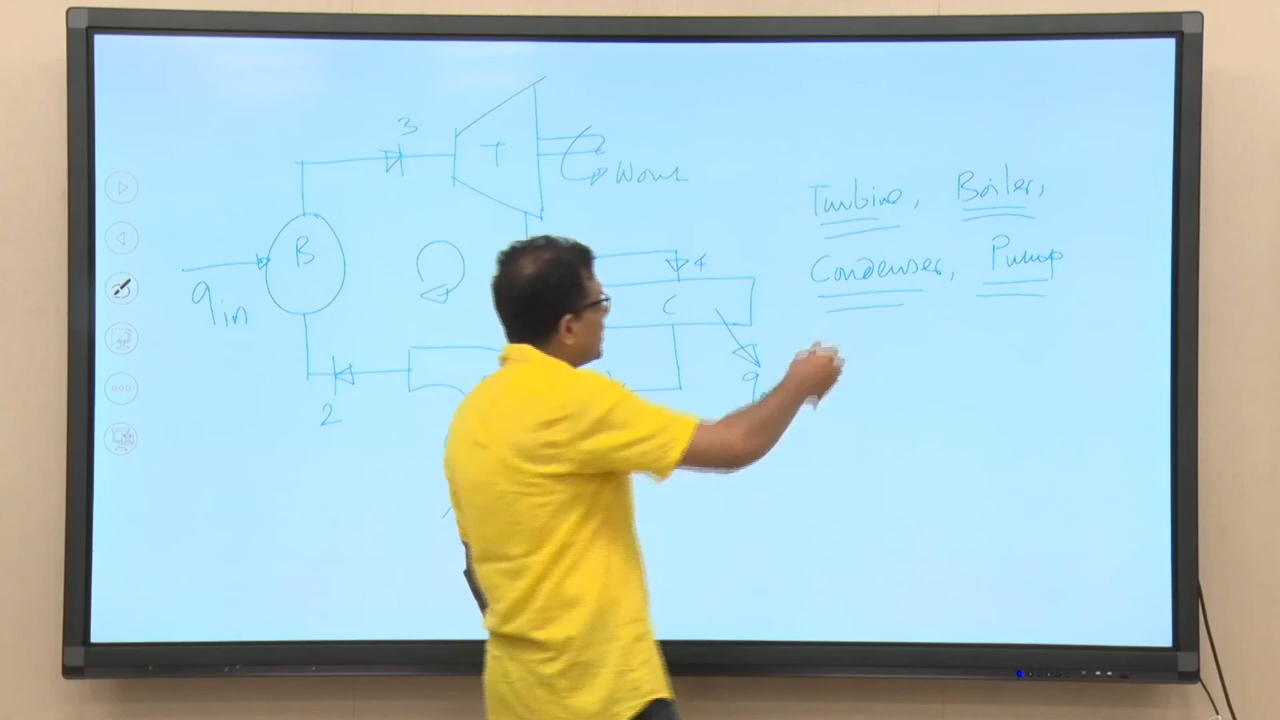 3
T
Wout
B
Turbine, Boiler,
qin
4
Condenser, Pump
C
q
2